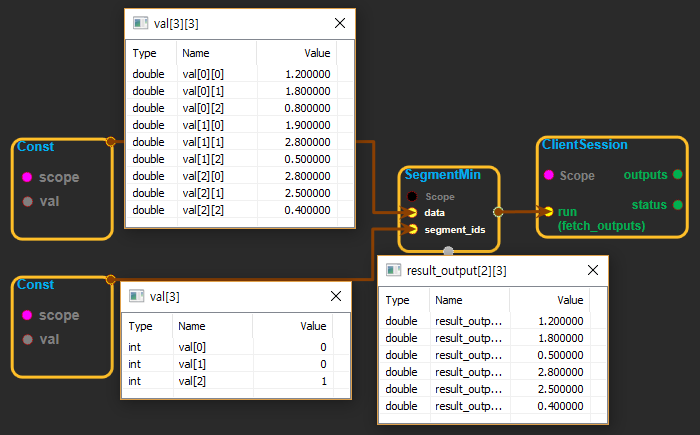 val[3][3]
Type Name Value
double val[0][0] 1.200000
double val[0][1] 1.800000
double val[0][2] 0.800000
double val[1][0] 1.900000
double val[1][1] 2.800000
double val[1][2] 0.500000
double val[2][0] 2.800000
double val[2][1] 2.500000
double val[2][2] 0.400000
Const
scope
val
SegmentMin
Scope
data
segment_ids
ClientSession
Scope
outputs
status
run
(fetch_outputs)
Const
scope
val
val[3]
Type Name Value
int val[0] 0
int val[1] 0
int val[2] 1
result_output[2][3]
Type Name Value
double result_outp... 1.200000
double result_outp... 1.800000
double result_outp... 0.500000
double result_outp... 2.800000
double result_outp... 2.500000
double result_outp... 0.400000